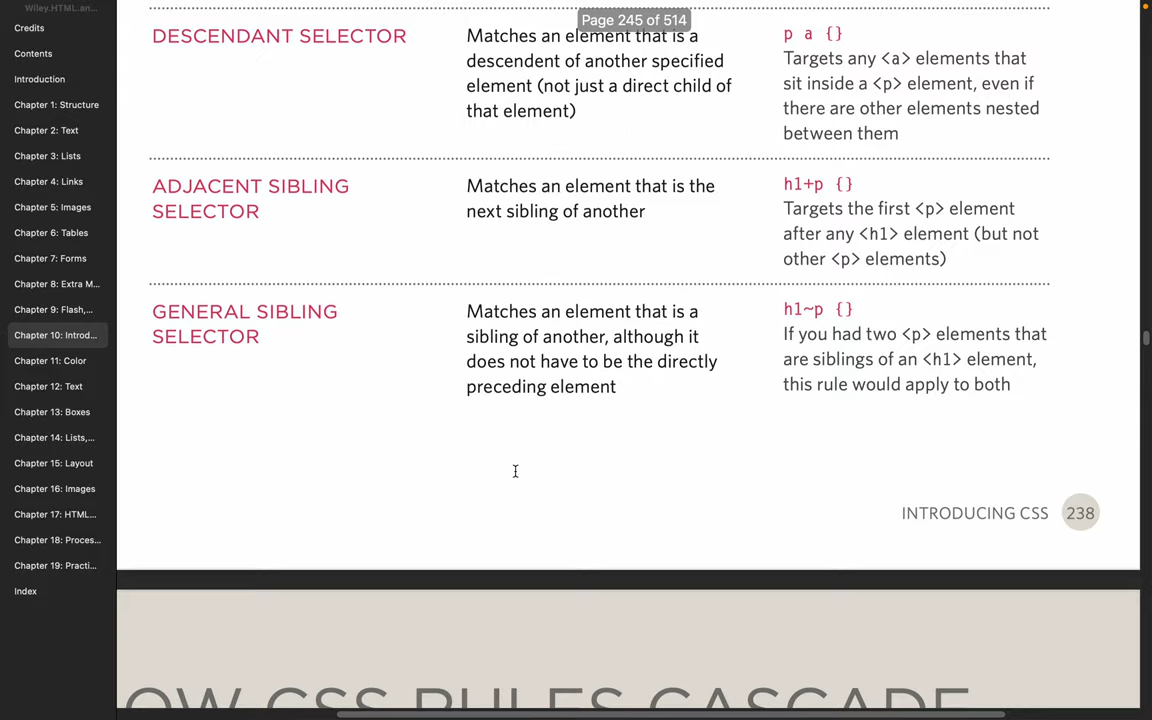 Wiley.HTML.an...
Credits
Contents
Introduction
Chapter 1: Structure
Chapter 2: Text
Chapter 3: Lists
Chapter 4: Links
Chapter 5: Images
Chapter 6: Tables
Chapter 7: Forms
Chapter 8: Extra M...
Chapter 9: Flash,...
Chapter 10: Introd...
Chapter 11: Color
Chapter 12: Text
Chapter 13: Boxes
Chapter 14: Lists,...
Chapter 15: Layout
Chapter 16: Images
Chapter 17: HTML...
Chapter 18: Proces...
Chapter 19: Practi...
Index
Page 245 of 514
DESCENDANT SELECTOR
Matches an element that is a
descendent of another specified
element (not just a direct child of
that element)
p a {}
Targets any <a> elements that
sit inside a <p> element, even if
there are other elements nested
between them
ADJACENT SIBLING
SELECTOR
Matches an element that is the
next sibling of another
h1+p {}
Targets the first <p> element
after any <h1> element (but not
other <p> elements)
GENERAL SIBLING
SELECTOR
Matches an element that is a
sibling of another, although it
does not have to be the directly
preceding element
h1~p {}
If you had two <p> elements that
are siblings of an <h1> element,
this rule would apply to both
INTRODUCING CSS 238
OW CSS RULES CASCADE